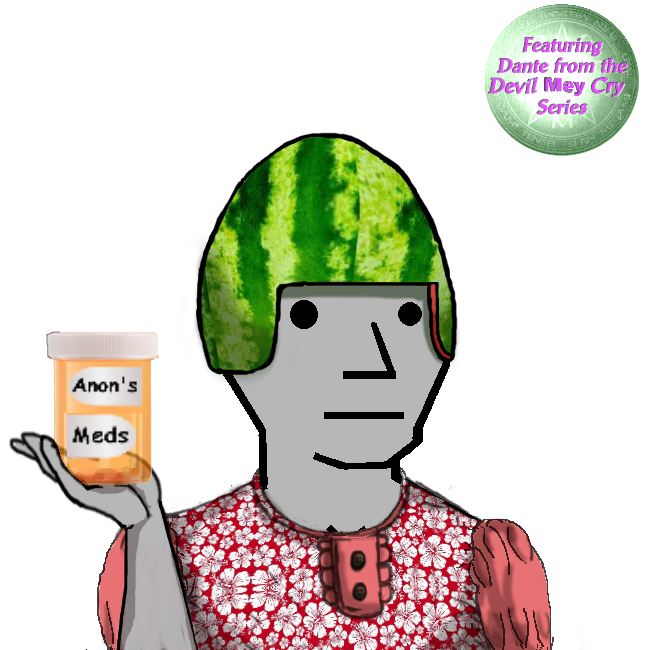 Featuring
Dante from the
Devil Mey Cry
Series
Anon's
Meds